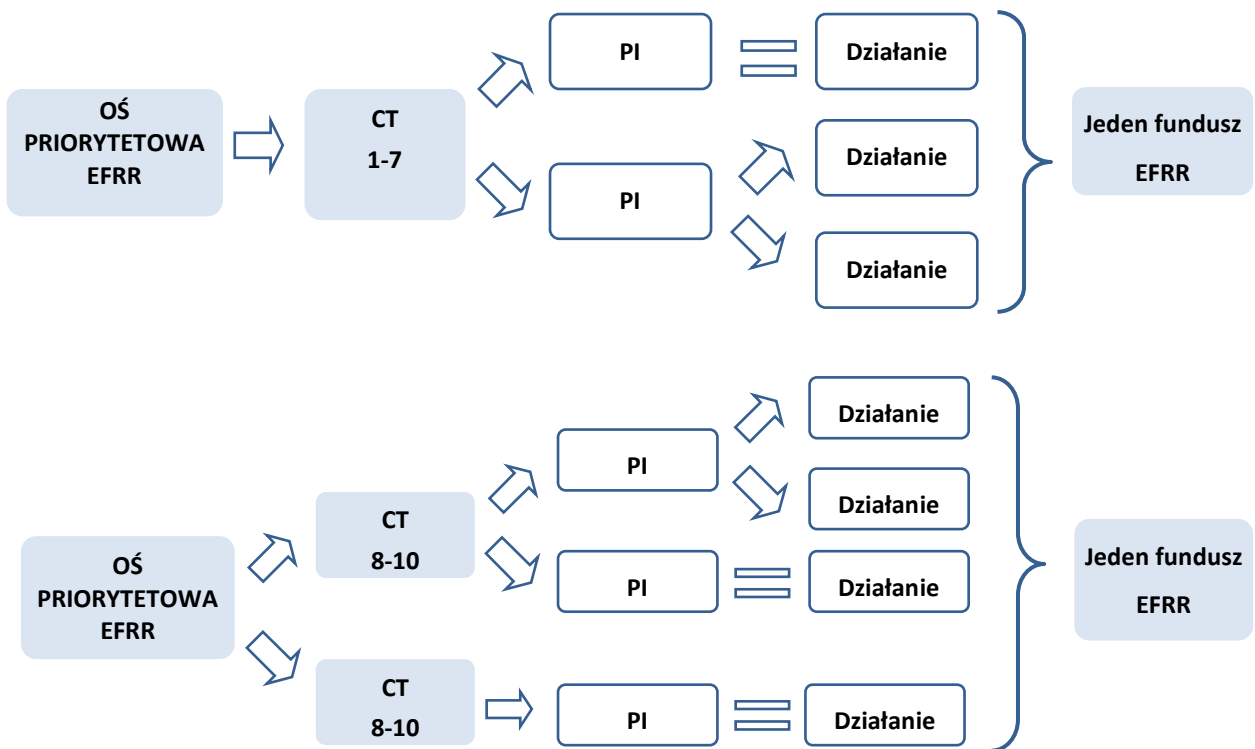 OŚ
PRIORYTETOWA
EFRR
CT
1-7
PI
Działanie
PI
Działanie
Działanie
Jeden fundusz
EFRR
OŚ
PRIORYTETOWA
EFRR
CT
8-10
PI
Działanie
Działanie
PI
Działanie
CT
8-10
PI
Działanie
Jeden fundusz
EFRR